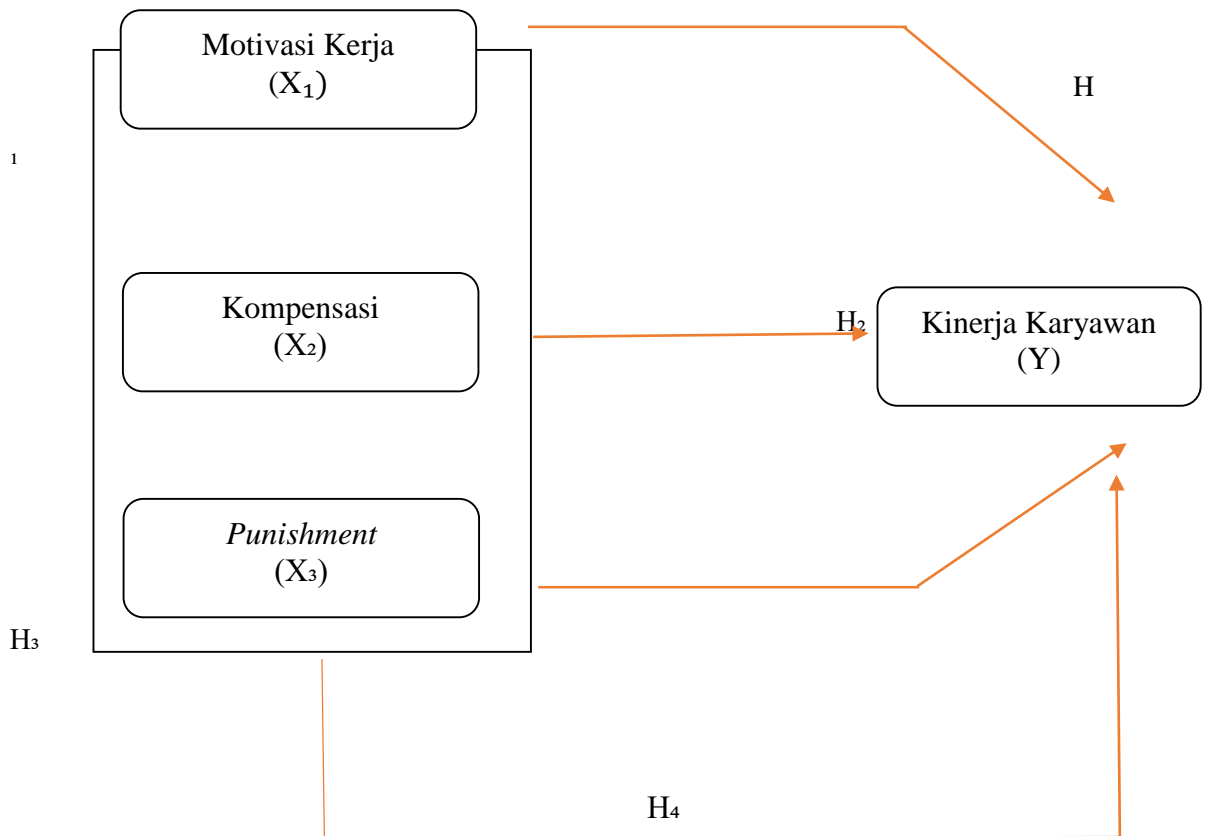 Motivasi Kerja
(X₁)
H
¹
Kompensasi
(X₂)
H₂
Kinerja Karyawan
(Y)
Punishment
(X₃)
H₃
H₄